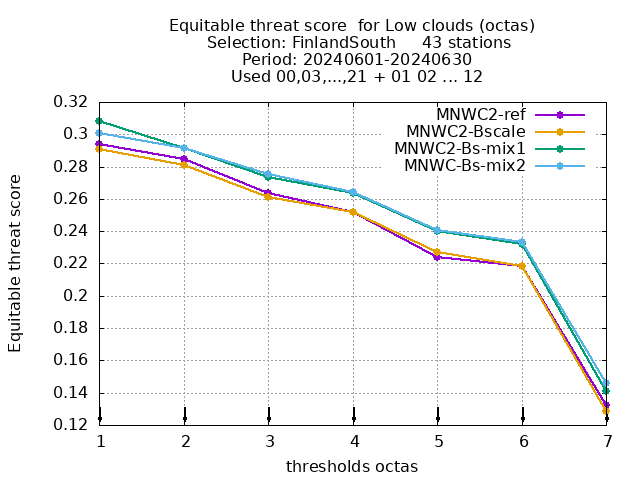 Equitable threat score  for Low clouds (octas)
Selection: FinlandSouth     43 stations
Period: 20240601-20240630
Used 00,03,...,21 + 01 02 ... 12
MNWC2-ref
MNWC2-Bscale
MNWC2-Bs-mix1
MNWC-Bs-mix2
Equitable threat score
0.32
0.3
0.28
0.26
0.24
0.22
0.2
0.18
0.16
0.14
0.12
1 2 3 4 5 6 7
thresholds octas